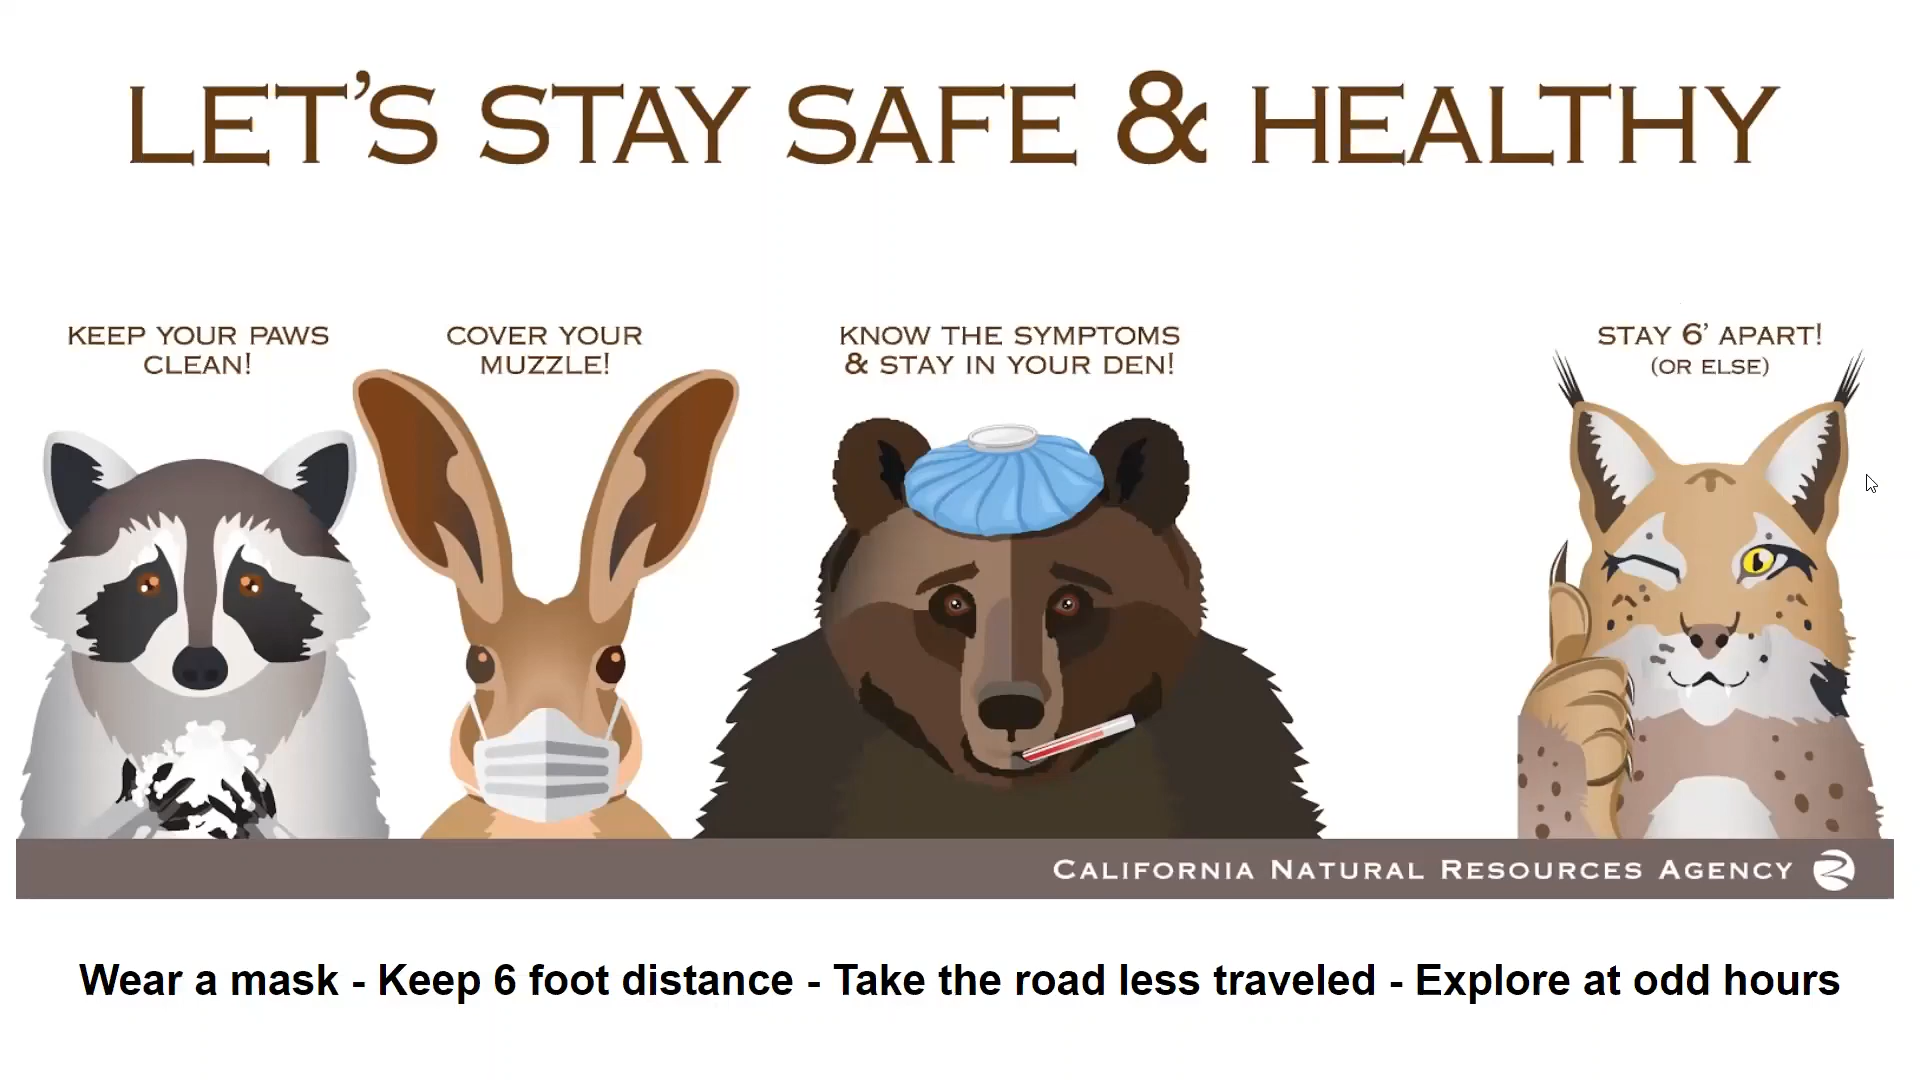 LET'S STAY SAFE & HEALTHY
KEEP YOUR PAWS
CLEAN!
COVER YOUR
MUZZLE!
KNOW THE SYMPTOMS
& STAY IN YOUR DEN!
STAY 6' APART!
(OR ELSE)
CALIFORNIA NATURAL RESOURCES AGENCY
Wear a mask - Keep 6 foot distance - Take the road less traveled - Explore at odd hours